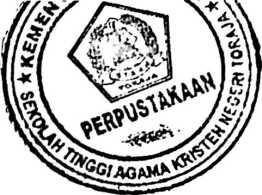 ★ KEMEN
SEKOLAH TINGGI AGAMA KRISTEN NEGERI TORAJA ★
PERPUSTAKAAN